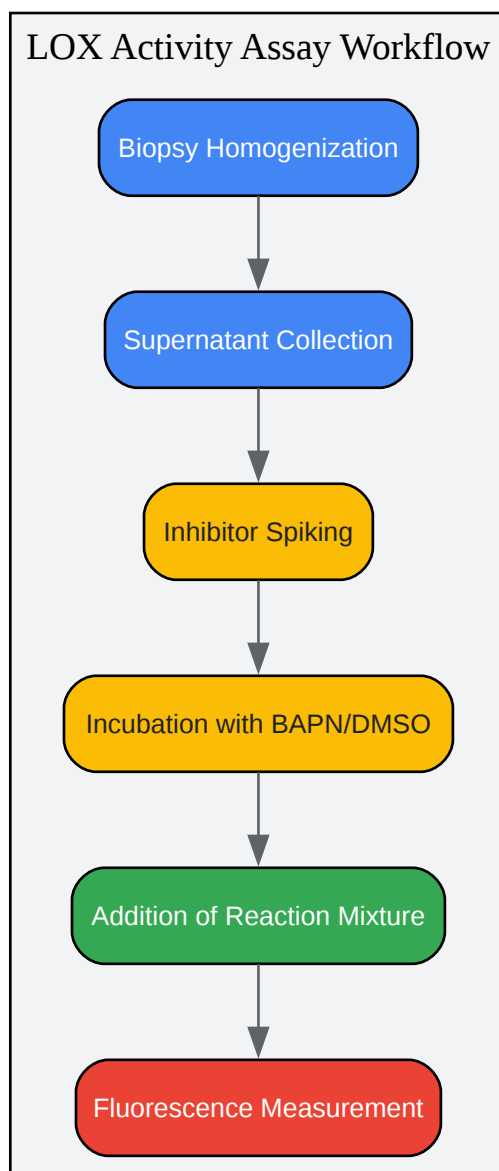 LOX Activity Assay Workflow
Biopsy Homogenization
Supernatant Collection
Inhibitor Spiking
Incubation with BAPN/DMSO
Addition of Reaction Mixture
Fluorescence Measurement